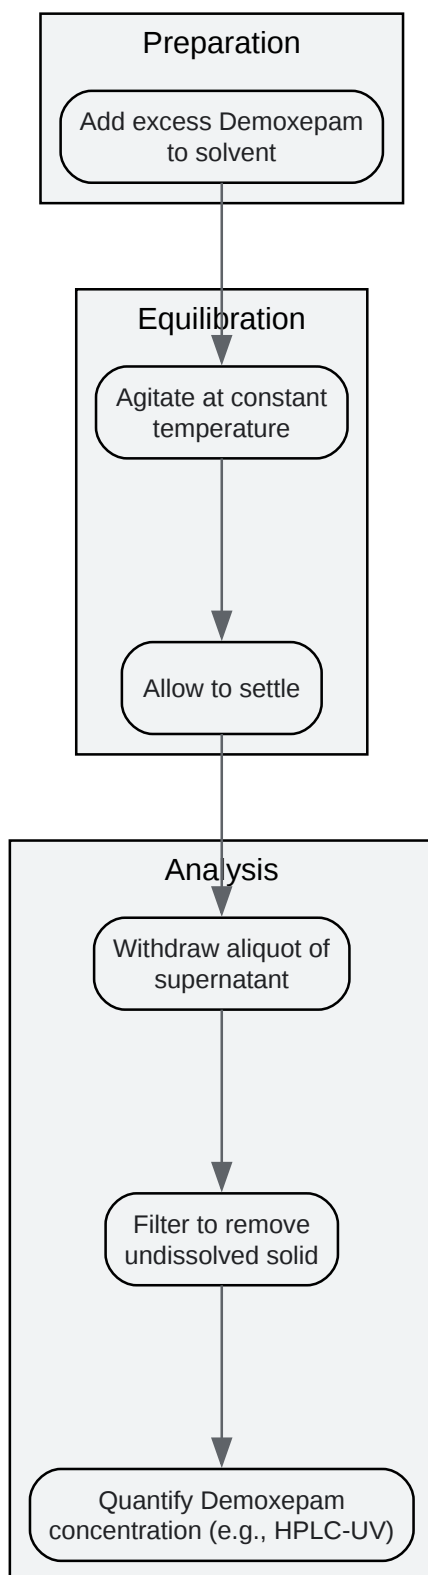 Preparation
Add excess Demoxepam
to solvent
Equilibration
Agitate at constant
temperature
Allow to settle
Analysis
Withdraw aliquot of
supernatant
Filter to remove
undissolved solid
Quantify Demoxepam
concentration (e.g., HPLC-UV)